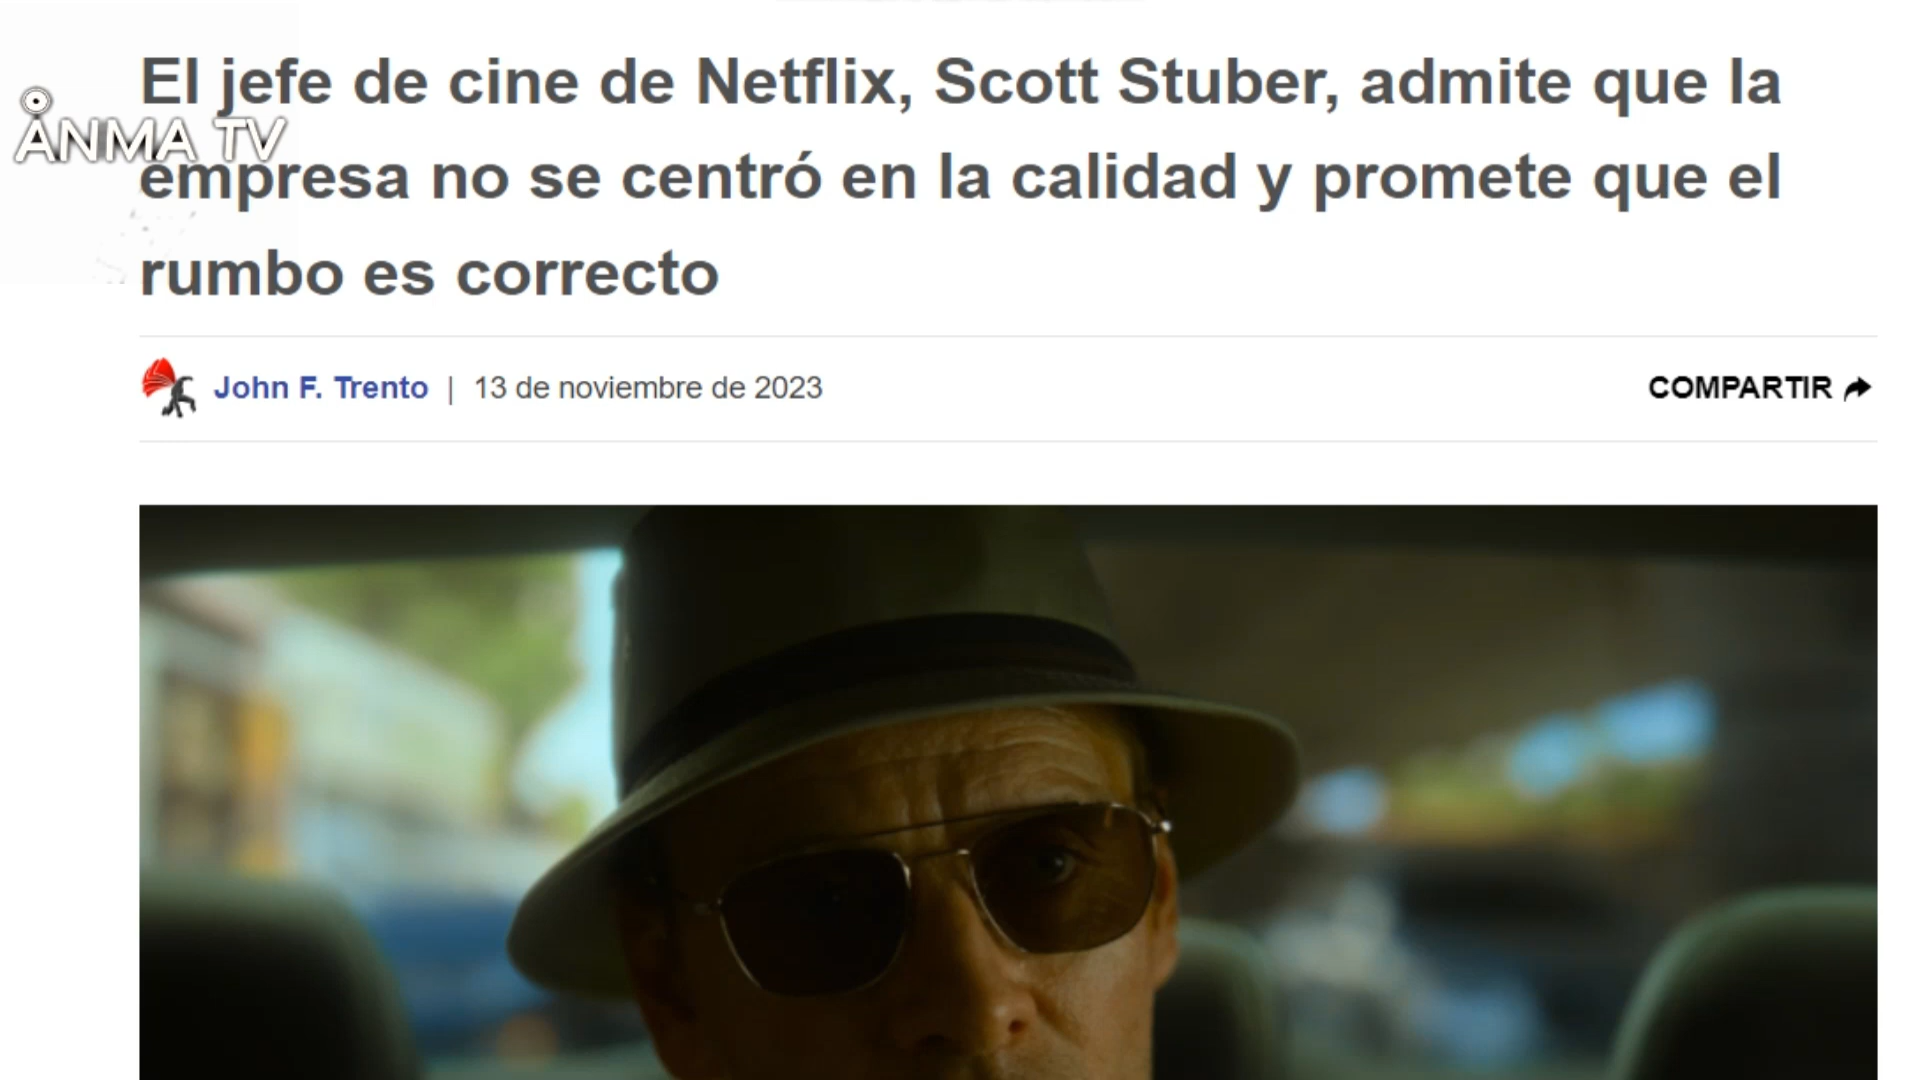 El jefe de cine de Netflix, Scott Stuber, admite que la
ANMA TV
empresa no se centró en la calidad y promete que el
rumbo es correcto
John F. Trento | 13 de noviembre de 2023
COMPARTIR